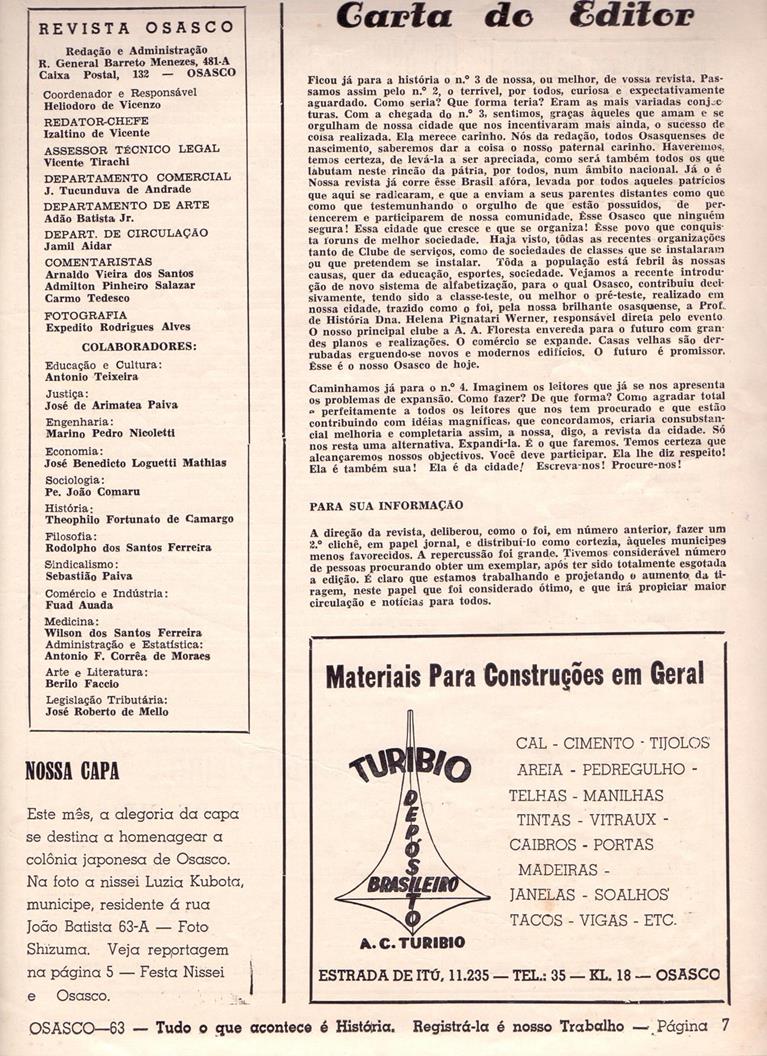 REVISTA OSASCO
Redação e Administração
R. General Barreto Menezes, 481-A
Caixa Postal, 132 — OSASCO
Coordenador e Responsável
Heliodoro de Vicenzo
REDATOR-CHEFE
Izaltino de Vicente
ASSESSOR TÉCNICO LEGAL
Vicente Tirachi
DEPARTAMENTO COMERCIAL
J. Tucunduva de Andrade
DEPARTAMENTO DE ARTE
Adão Batista Jr.
DEPART. DE CIRCULAÇÃO
Jamil Aidar
COMENTARISTAS
Arnaldo Vieira dos Santos
Admilton Pinheiro Salazar
Carmo Tedesco
FOTOGRAFIA
Expedito Rodrigues Alves
COLABORADORES:
Educação e Cultura:
Antonio Teixeira
Justiça:
José de Arimatea Paiva
Engenharia:
Marino Pedro Nicoletti
Economia:
José Benedicto Loguetti Mathias
Sociologia:
Pe. João Comaru
História:
Theophilo Fortunato de Camargo
Filosofia:
Rodolpho dos Santos Ferreira
Sindicalismo:
Sebastião Paiva
Comércio e Indústria:
Fuad Auada
Medicina:
Wilson dos Santos Ferreira
Administração e Estatística:
Antonio F. Corrêa de Moraes
Arte e Literatura:
Berilo Faccio
Legislação Tributária:
José Roberto de Mello
NOSSA CAPA
Este mês, a alegoria da capa
se destina a homenagear a
colônia japonesa de Osasco.
Na foto a nissei Luzia Kubota,
municipe, residente á rua
João Batista 63-A — Foto
Shizuma. Veja reportagem
na página 5 — Festa Nissei
e Osasco.
Carta do Editor
Ficou já para a história o n.º 3 de nossa, ou melhor, de vossa revista. Pas-
samos assim pelo n.º 2, o terrível, por todos, curiosa e expectativamente
aguardado. Como seria? Que forma teria? Eram as mais variadas conjec-
turas. Com a chegada do n.º 3, sentimos, graças àqueles que amam e se
orgulham de nossa cidade que nos incentivaram mais ainda, o sucesso de
coisa realizada. Ela merece carinho. Nós da redação, todos Osasquenses de
nascimento, saberemos dar a coisa o nosso paternal carinho. Haveremos,
temos certeza, de levá-la a ser apreciada, como será também todos os que
labutam neste rincão da pátria, por todos, num âmbito nacional. Já o é
Nossa revista já corre êsse Brasil afóra, levada por todos aqueles patrícios
que aqui se radicaram, e que a enviam a seus parentes distantes como que
como que testemunhando o orgulho de que estão possuidos, de per-
tencerem e participarem de nossa comunidade. Êsse Osasco que ninguém
segura! Essa cidade que cresce e que se organiza! Êsse povo que conquis-
ta foruns de melhor sociedade. Haja visto, tôdas as recentes organizações
tanto de Clube de serviços, como de sociedades de classes que se instalaram
ou que pretendem se instalar. Tôda a população está febril às nossas
causas, quer da educação, esportes, sociedade. Vejamos a recente introdu-
ção de novo sistema de alfabetização, para o qual Osasco, contribuiu deci-
sivamente, tendo sido a classe-teste, ou melhor o pré-teste, realizado em
nossa cidade, trazido como o foi, pela nossa brilhante osasquense, a Prof.
de História Dna. Helena Pignatari Werner, responsável direta pelo evento
O nosso principal clube a A. A. Floresta envereda para o futuro com gran-
des planos e realizações. O comércio se expande. Casas velhas são der-
rubadas erguendo-se novos e modernos edifícios. O futuro é promissor.
Êsse é o nosso Osasco de hoje.
Caminhamos já para o n.º 4. Imaginem os leitores que já se nos apresenta
os problemas de expansão. Como fazer? De que forma? Como agradar total
e perfeitamente a todos os leitores que nos tem procurado e que estão
contribuindo com idéias magníficas, que concordamos, criaria consubstan-
cial melhoria e completaria assim, a nossa, digo, a revista da cidade. Só
nos resta uma alternativa. Expandi-la. É o que faremos. Temos certeza que
alcançaremos nossos objectivos. Você deve participar. Ela lhe diz respeito!
Ela é também sua! Ela é da cidade! Escreva-nos! Procure-nos!
PARA SUA INFORMAÇÃO
A direção da revista, deliberou, como o foi, em número anterior, fazer um
2.º clichê, em papel jornal, e distribuí-lo como cortezia, àqueles municipes
menos favorecidos. A repercussão foi grande. Tivemos considerável número
de pessoas procurando obter um exemplar, após ter sido totalmente esgotada
a edição. É claro que estamos trabalhando e projetando o aumento da ti-
ragem, neste papel que foi considerado ótimo, e que irá propiciar maior
circulação e notícias para todos.
Materiais Para Construções em Geral
TURIBIO
DEPÓSITO
BRASILEIRO
A. C. TURIBIO
CAL - CIMENTO - TIJOLOS
AREIA - PEDREGULHO -
TELHAS - MANILHAS
TINTAS - VITRAUX -
CAIBROS - PORTAS
MADEIRAS -
JANELAS - SOALHOS
TACOS - VIGAS - ETC.
ESTRADA DE ITÚ, 11.235 — TEL.: 35 — KL. 18 — OSASCO
OSASCO—63 — Tudo o que acontece é História. Registrá-la é nosso Trabalho — Página 7